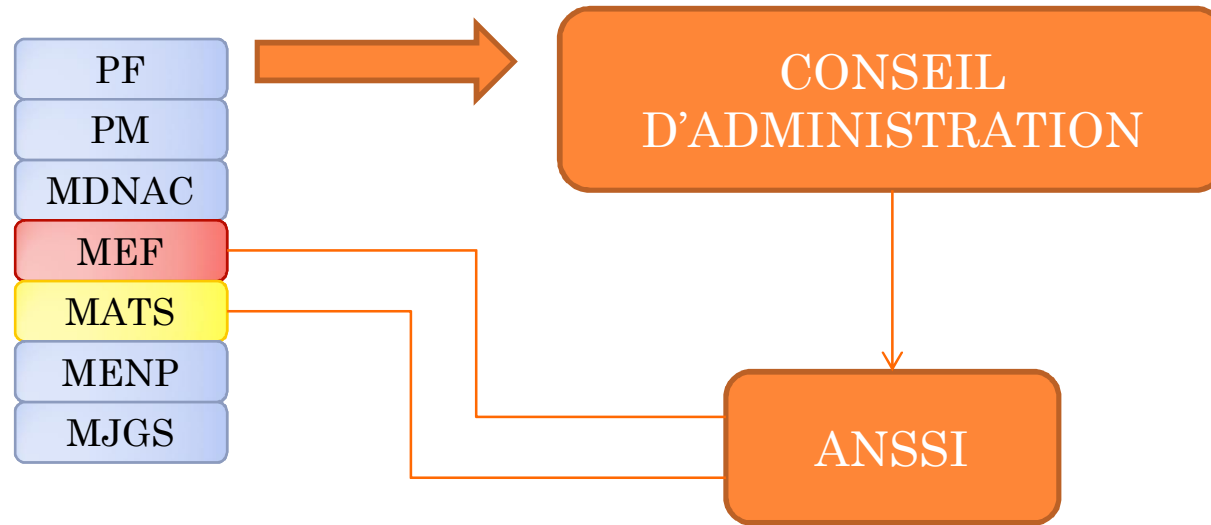 PF
PM
MDNAC
MEF
MATS
MENP
MJGS
CONSEIL
D’ADMINISTRATION
ANSSI